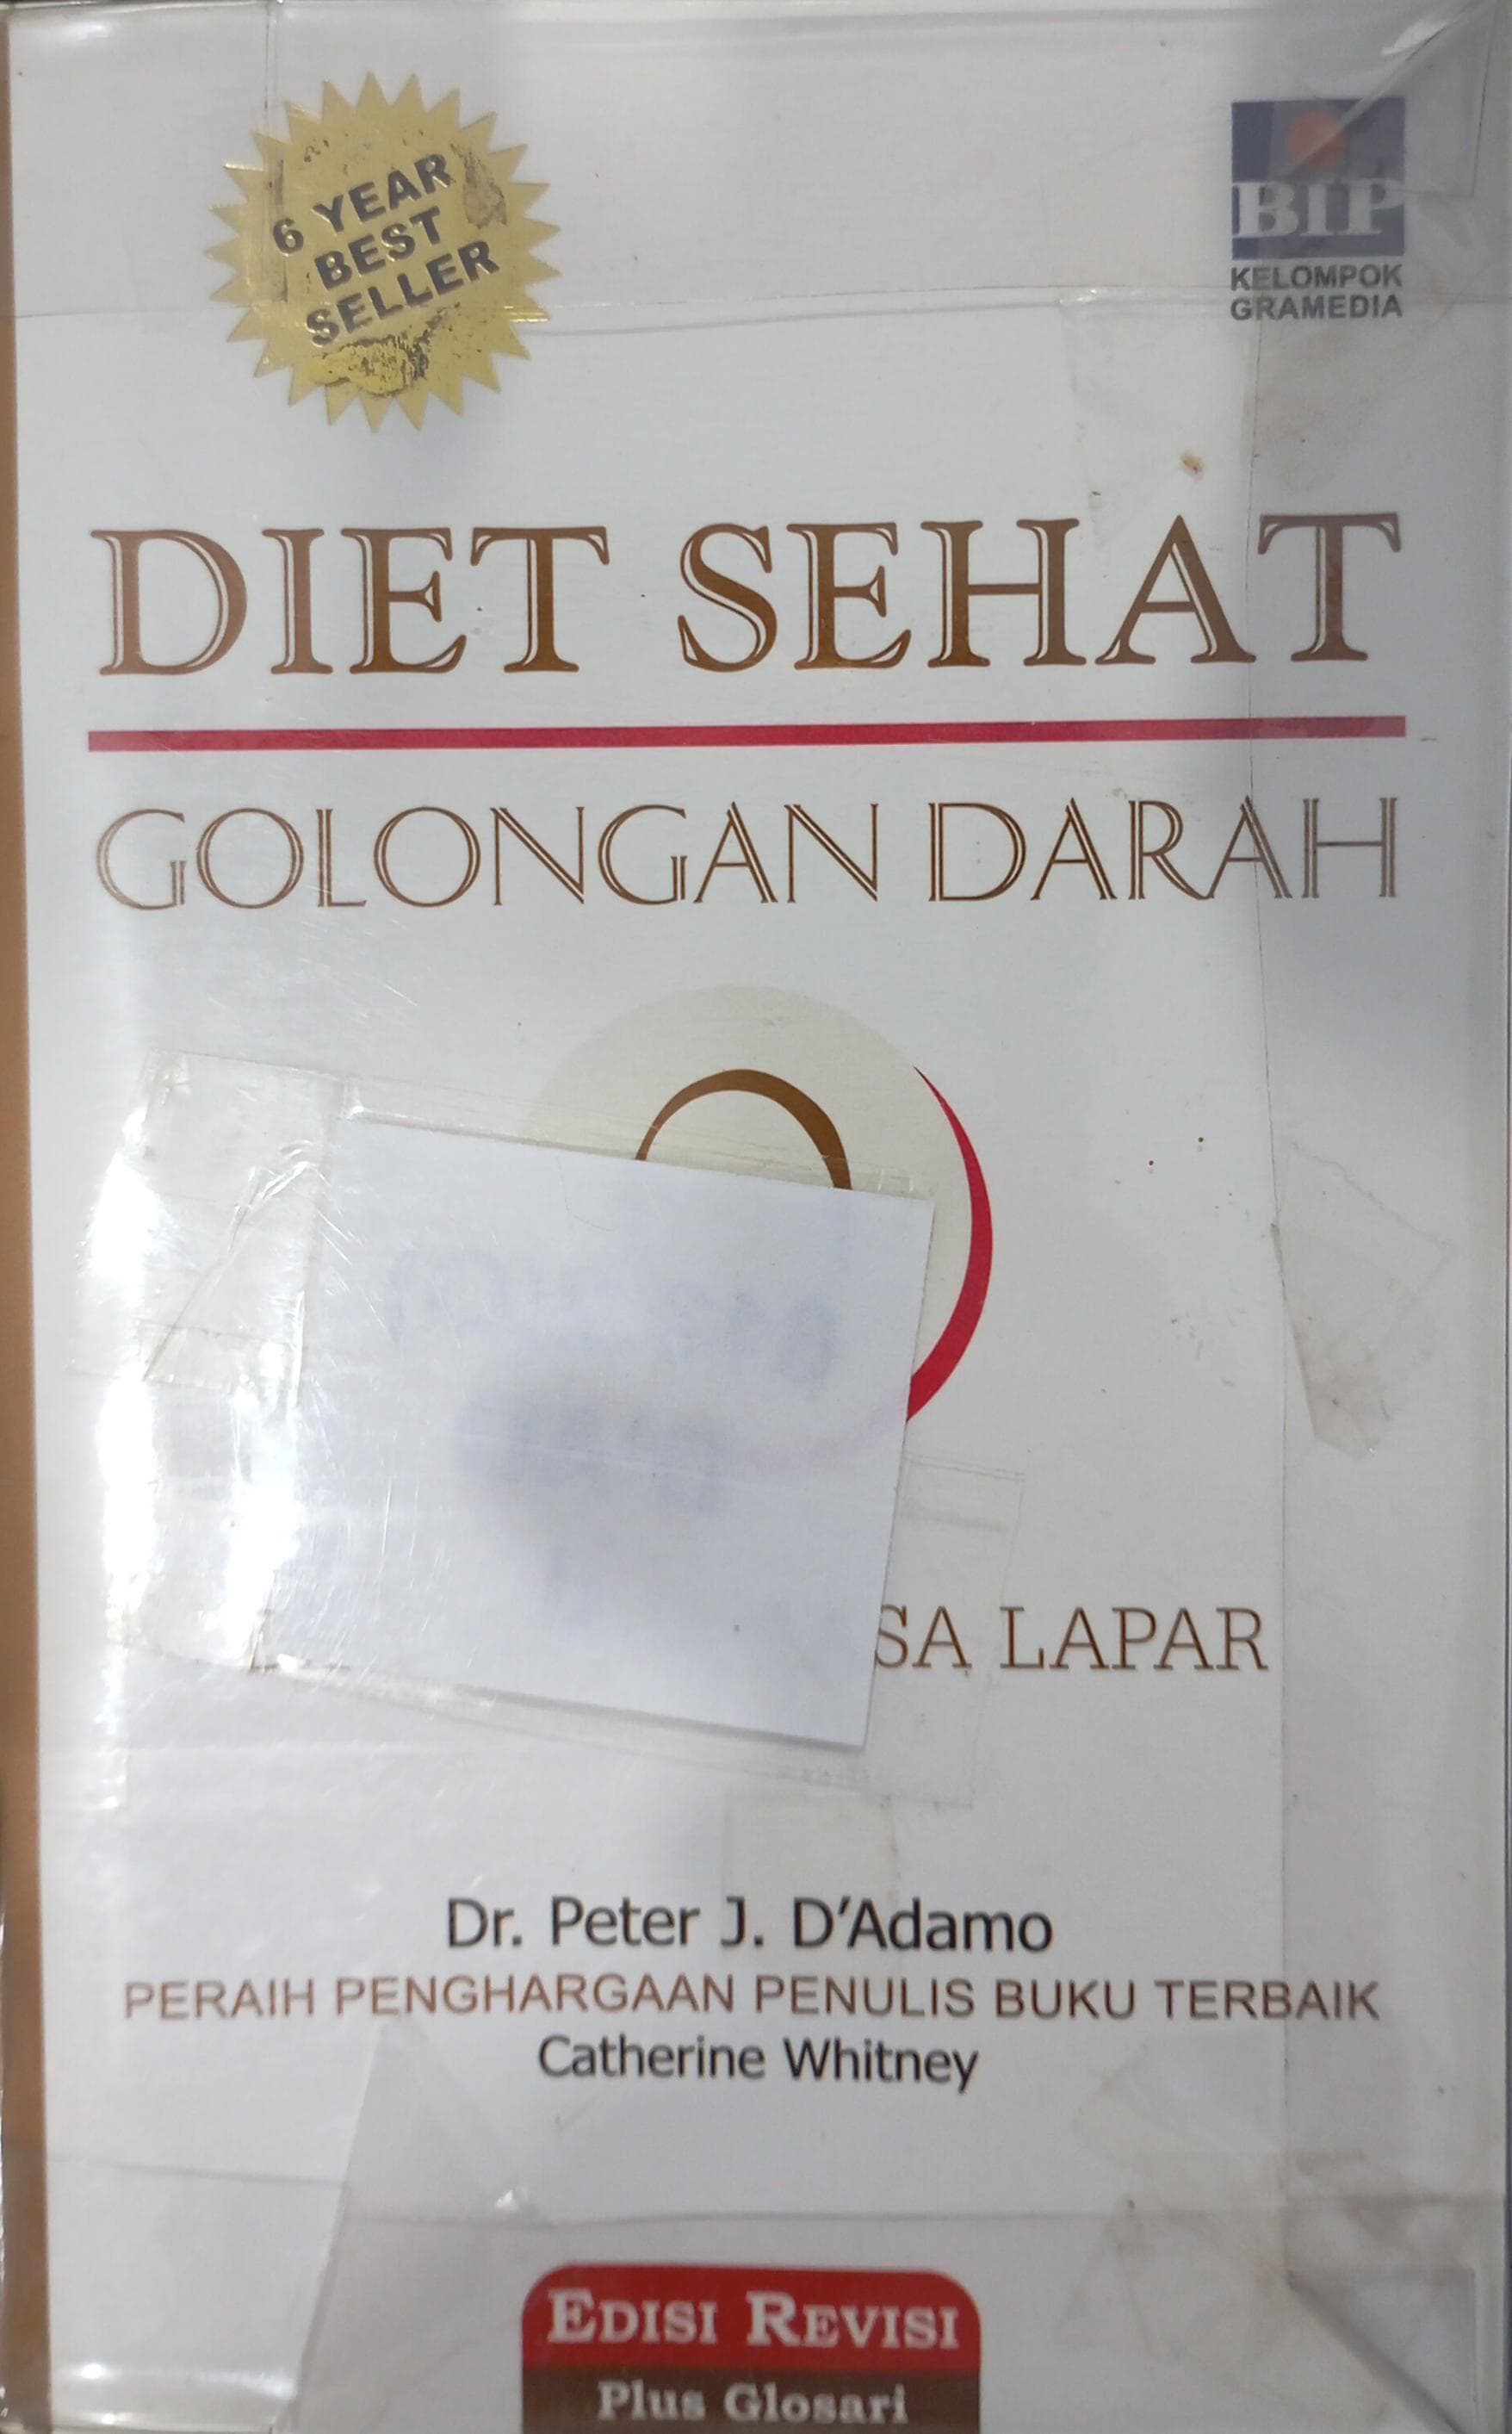 6 YEAR
BEST
SELLER
BIP
KELOMPOK
GRAMEDIA
DIET SEHAT
GOLONGAN DARAH
LAPAR
Dr. Peter J. D'Adamo
PERAIH PENGHARGAAN PENULIS BUKU TERBAIK
Catherine Whitney
EDISI REVISI
Plus Glosari